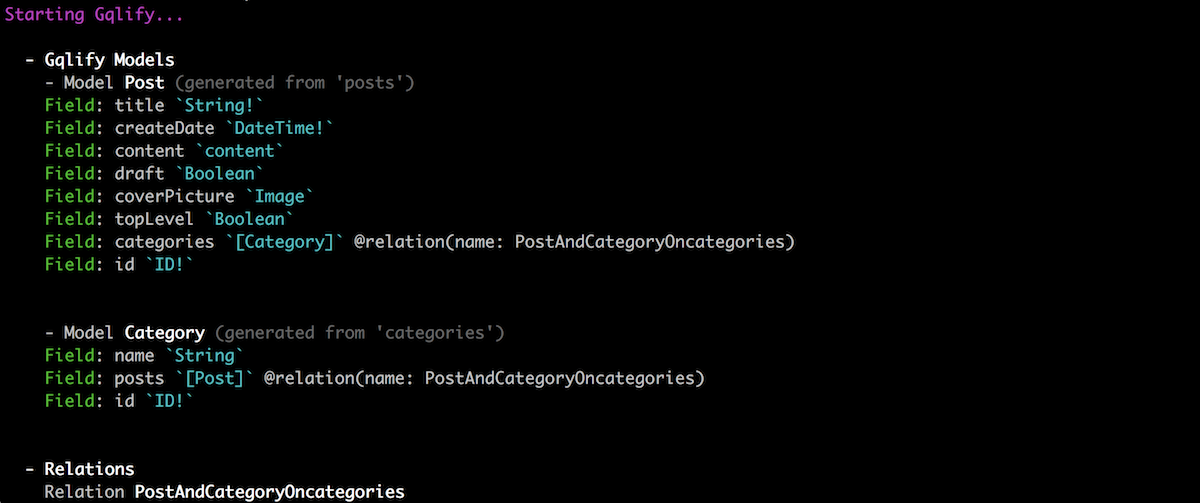 Starting Gqlify...
- Gqlify Models
- Model Post (generated from 'posts')
Field: title `String!`
Field: createDate `DateTime!`
Field: content `content`
Field: draft `Boolean`
Field: coverPicture `Image`
Field: topLevel `Boolean`
Field: categories `[Category]` @relation(name: PostAndCategoryOncategories)
Field: id `ID!`
- Model Category (generated from 'categories')
Field: name `String`
Field: posts `[Post]` @relation(name: PostAndCategoryOncategories)
Field: id `ID!`
- Relations
Relation PostAndCategoryOncategories